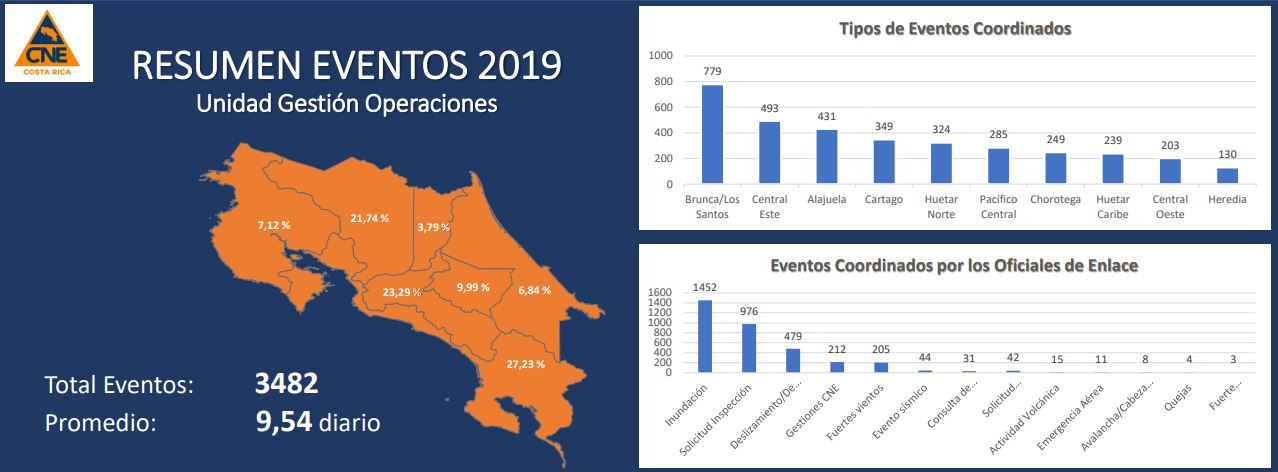 CNE
COSTA RICA
RESUMEN EVENTOS 2019
Unidad Gestión Operaciones
7,12 %
21,74 %
3,79 %
23,29 %
9,99 %
6,84 %
27,23 %
Total Eventos: 3482
Promedio: 9,54 diario
Tipos de Eventos Coordinados
1000
800
600
400
200
0
779
493
431
349
324
285
249
239
203
130
Brunca/Los Santos
Central Este
Alajuela
Cartago
Huetar Norte
Pacífico Central
Chorotega
Huetar Caribe
Central Oeste
Heredia
Eventos Coordinados por los Oficiales de Enlace
1600
1400
1200
1000
800
600
400
200
0
1452
976
479
212
205
44
31
42
15
11
8
4
3
Inundación
Solicitud Inspección
Deslizamiento/De...
Gestiones CNE
Fuertes vientos
Evento sísmico
Consulta de...
Solicitud...
Actividad Volcánica
Emergencia Aérea
Avalancha/Cabeza...
Quejas
Fuerte...